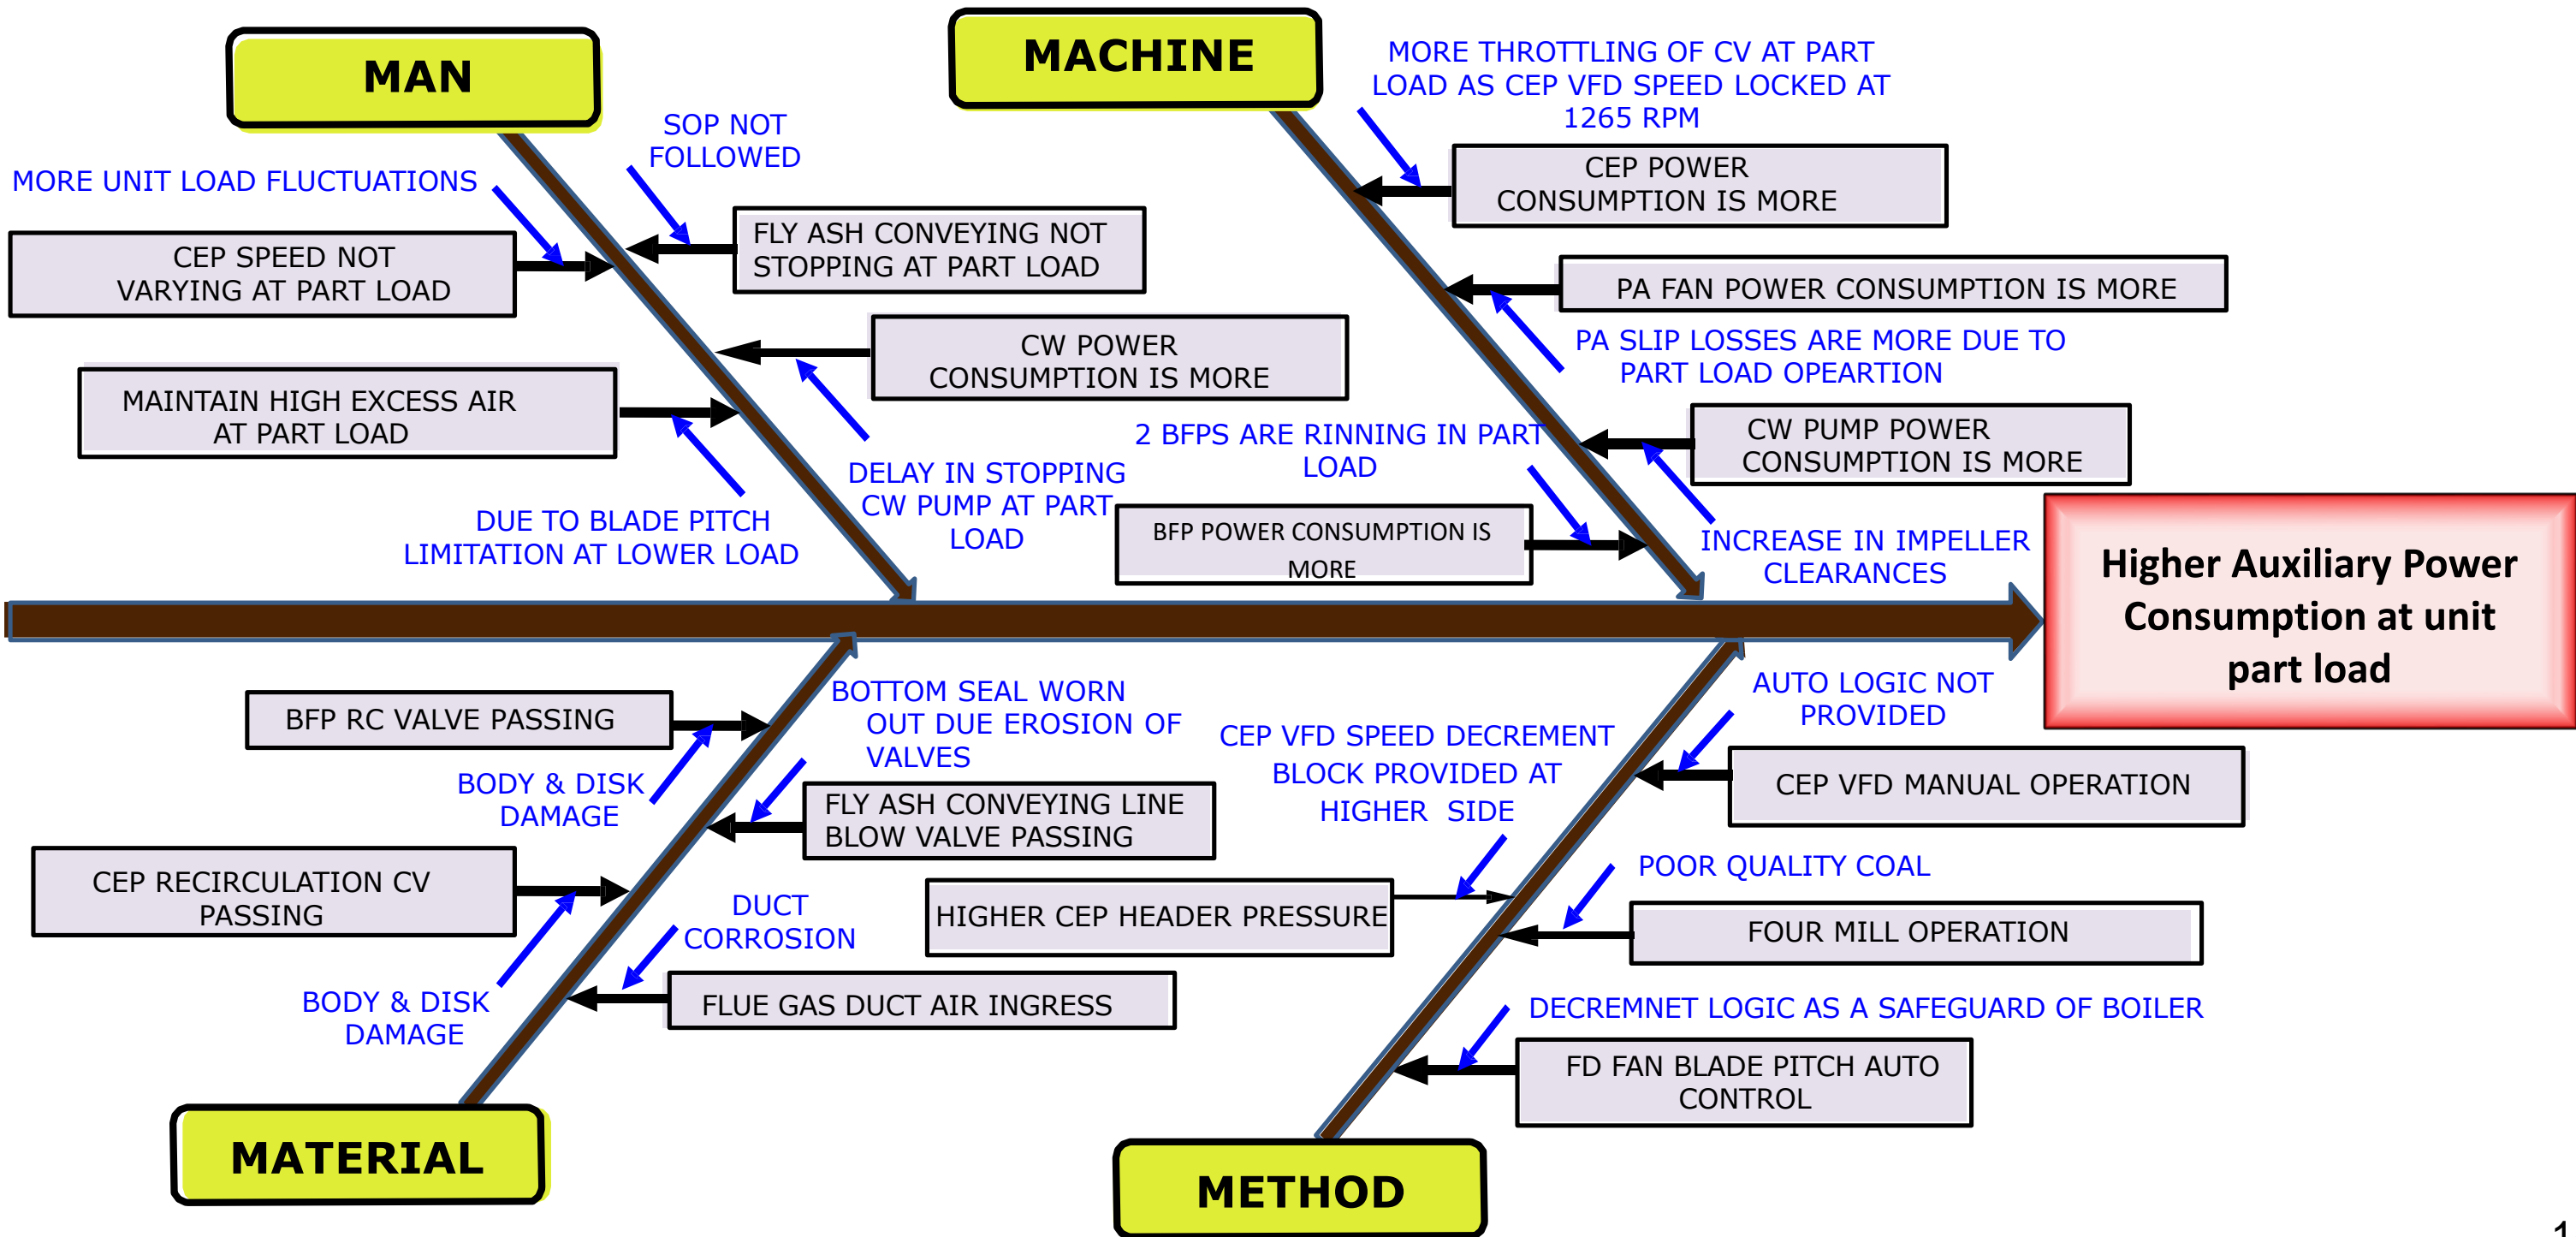 MAN
MACHINE
MORE THROTTLING OF CV AT PART
LOAD AS CEP VFD SPEED LOCKED AT
1265 RPM
SOP NOT
FOLLOWED
MORE UNIT LOAD FLUCTUATIONS
CEP POWER
CONSUMPTION IS MORE
CEP SPEED NOT
VARYING AT PART LOAD
FLY ASH CONVEYING NOT
STOPPING AT PART LOAD
PA FAN POWER CONSUMPTION IS MORE
CW POWER
CONSUMPTION IS MORE
PA SLIP LOSSES ARE MORE DUE TO
PART LOAD OPEARTION
MAINTAIN HIGH EXCESS AIR
AT PART LOAD
2 BFPS ARE RINNING IN PART
LOAD
CW PUMP POWER
CONSUMPTION IS MORE
DELAY IN STOPPING
CW PUMP AT PART
LOAD
DUE TO BLADE PITCH
LIMITATION AT LOWER LOAD
BFP POWER CONSUMPTION IS
MORE
INCREASE IN IMPELLER
CLEARANCES
Higher Auxiliary Power
Consumption at unit
part load
BFP RC VALVE PASSING
BOTTOM SEAL WORN
OUT DUE EROSION OF
VALVES
AUTO LOGIC NOT
PROVIDED
CEP VFD SPEED DECREMENT
BLOCK PROVIDED AT
HIGHER  SIDE
BODY & DISK
DAMAGE
CEP VFD MANUAL OPERATION
FLY ASH CONVEYING LINE
BLOW VALVE PASSING
CEP RECIRCULATION CV
PASSING
POOR QUALITY COAL
DUCT
CORROSION
HIGHER CEP HEADER PRESSURE
FOUR MILL OPERATION
BODY & DISK
DAMAGE
FLUE GAS DUCT AIR INGRESS
DECREMNET LOGIC AS A SAFEGUARD OF BOILER
FD FAN BLADE PITCH AUTO
CONTROL
MATERIAL
METHOD
1